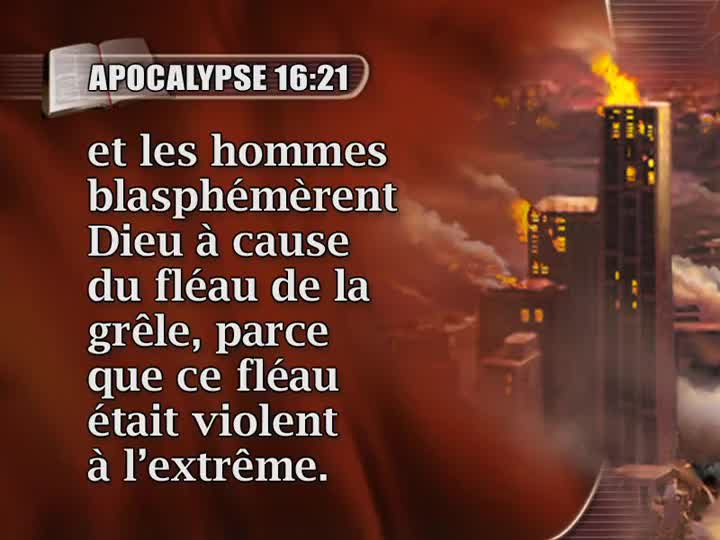 APOCALYPSE 16:21
et les hommes
blasphémèrent
Dieu à cause
du fléau de la
grêle, parce
que ce fléau
était violent
à l’extrême.